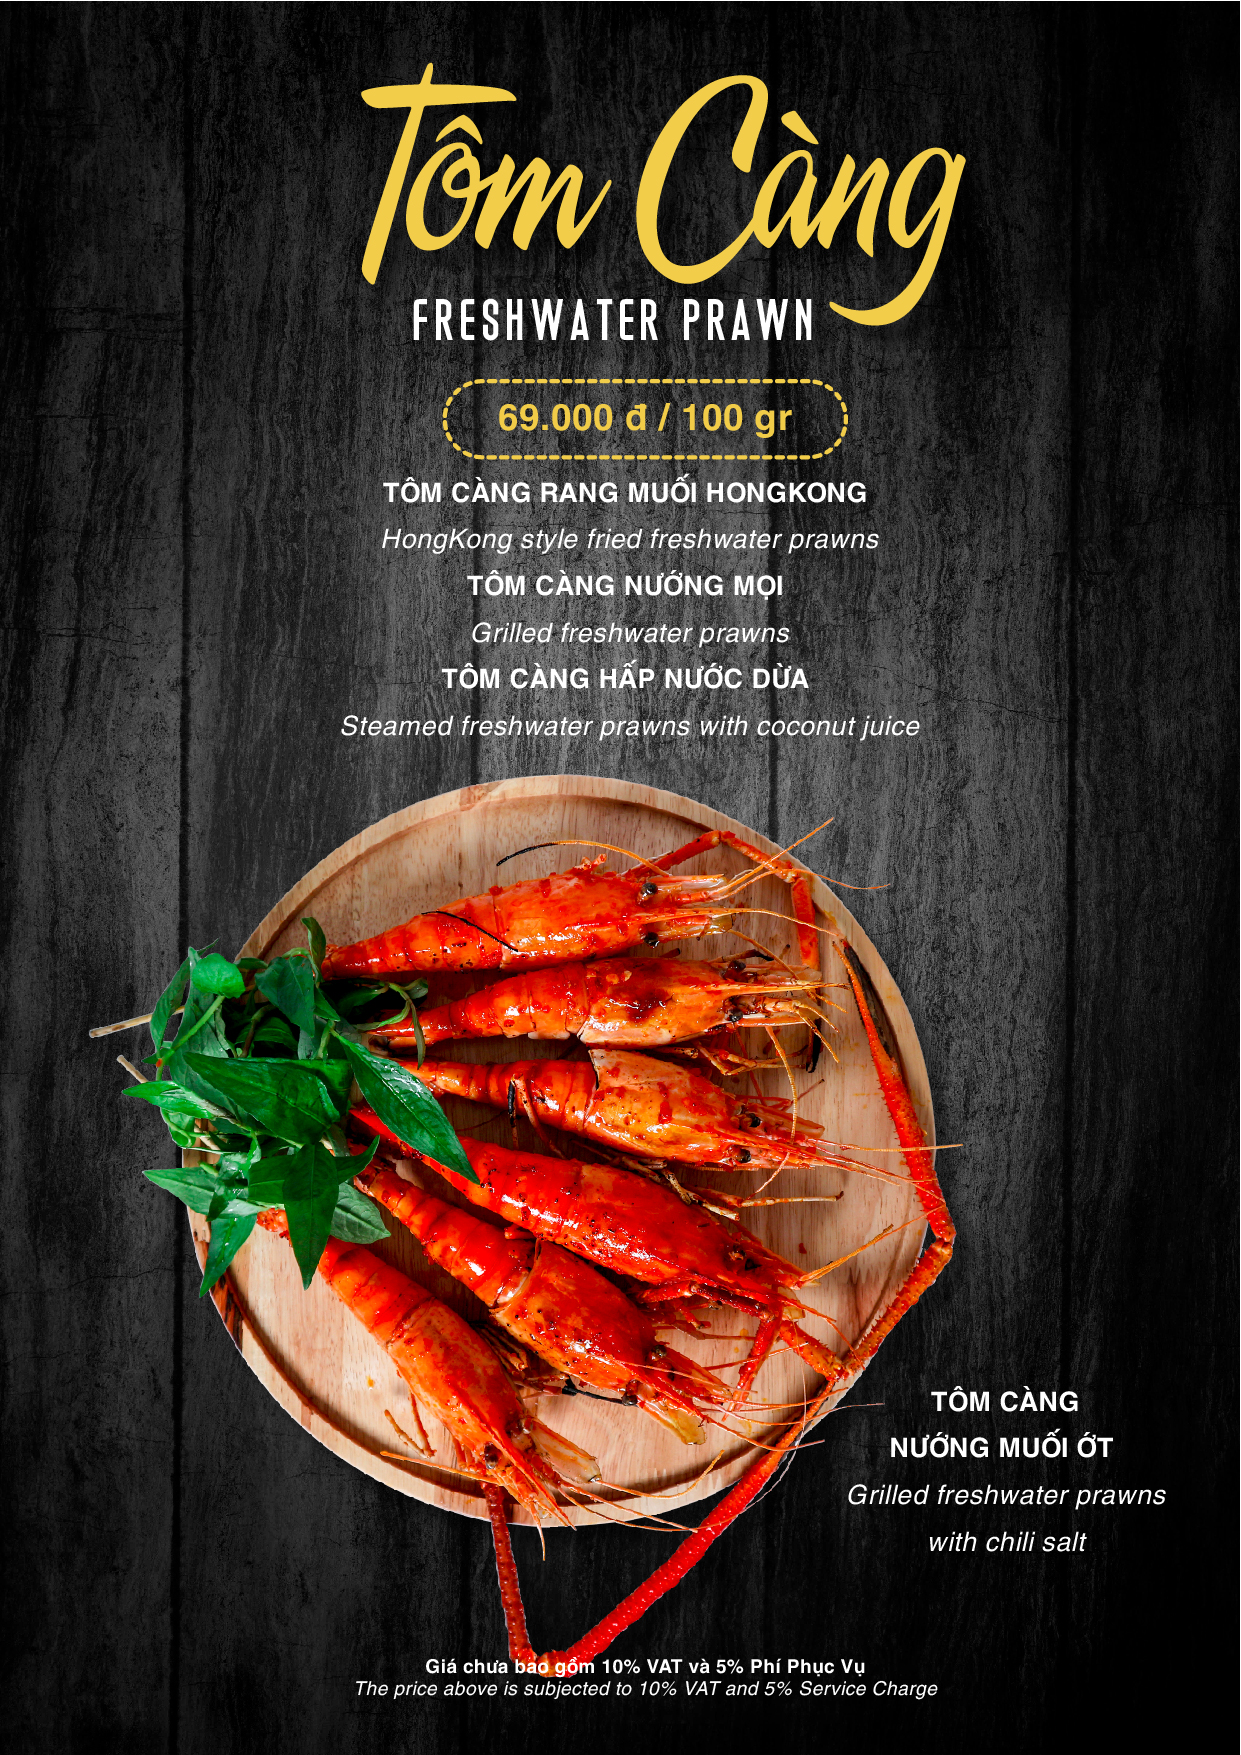 Tôm Càng
FRESHWATER PRAWN
69.000 đ / 100 gr
TÔM CÀNG RANG MUỐI HONGKONG
HongKong style fried freshwater prawns
TÔM CÀNG NƯỚNG MỌI
Grilled freshwater prawns
TÔM CÀNG HẤP NƯỚC DỪA
Steamed freshwater prawns with coconut juice
TÔM CÀNG
NƯỚNG MUỐI ỚT
Grilled freshwater prawns
with chili salt
Giá chưa bao gồm 10% VAT và 5% Phí Phục Vụ
The price above is subjected to 10% VAT and 5% Service Charge